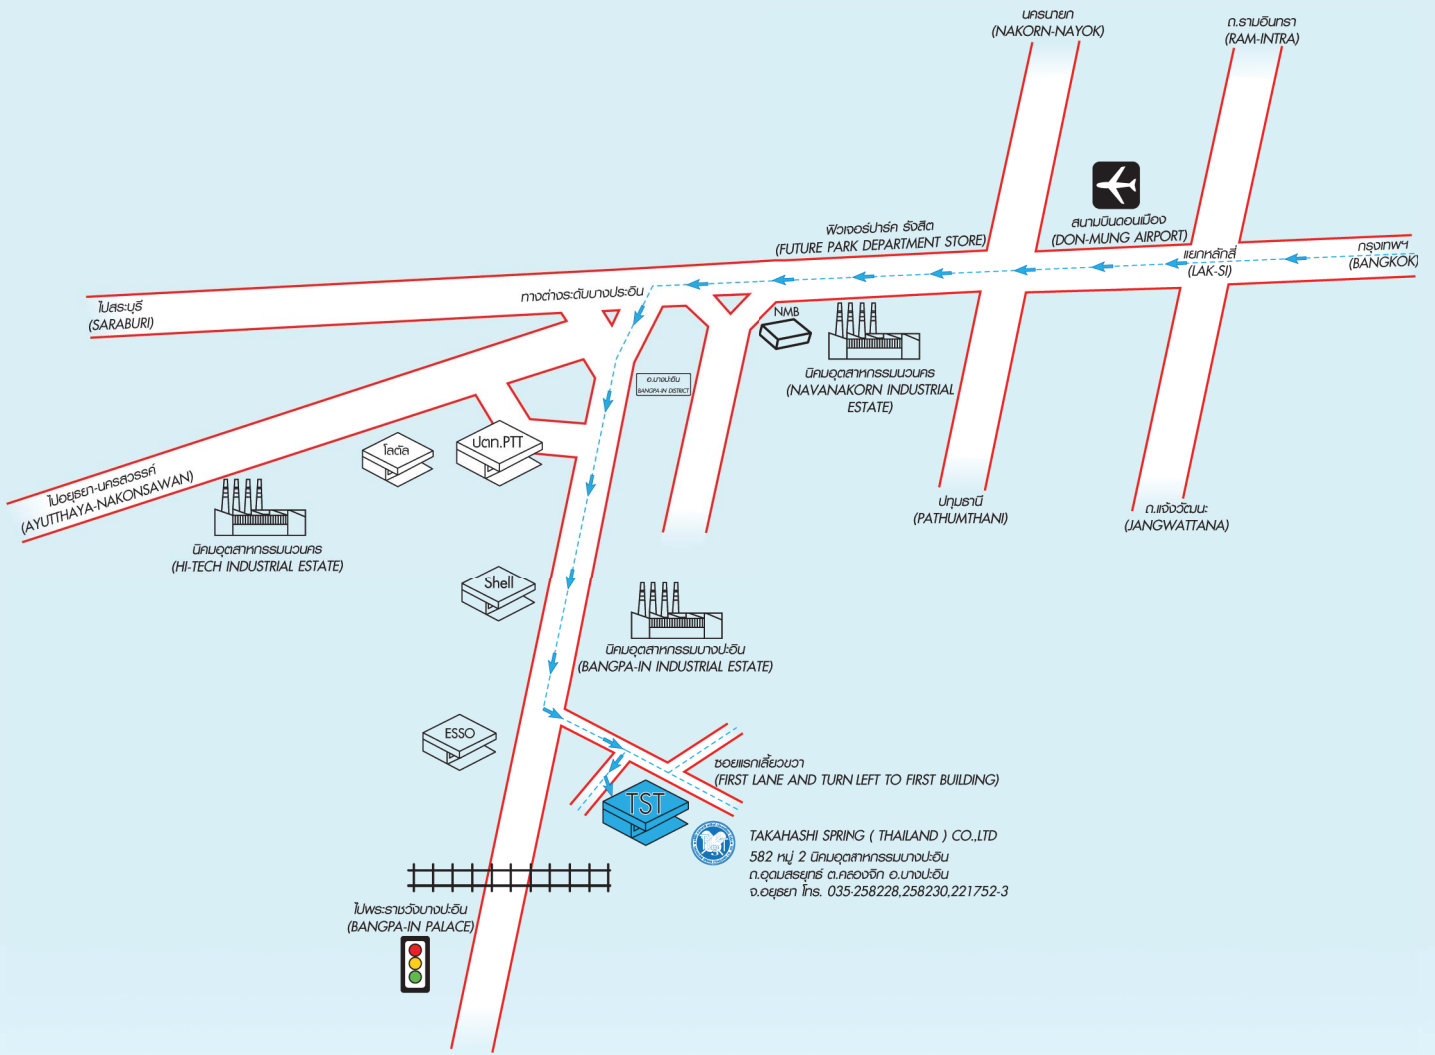 นครนายก
(NAKORN-NAYOK)
ถ.รามอินทรา
(RAM-INTRA)
สนามบินดอนเมือง
(DON-MUNG AIRPORT)
ฟิวเจอร์ปาร์ค รังสิต
(FUTURE PARK DEPARTMENT STORE)
แยกหลักสี่
(LAK-SI)
กรุงเทพฯ
(BANGKOK)
ทางต่างระดับบางประอิน
ไปสระบุรี
(SARABURI)
NMB
นิคมอุตสาหกรรมนวนคร
(NAVANAKORN INDUSTRIAL
ESTATE)
อ.บางปะอิน
BANGPA-IN DISTRICT
โลตัส
ปตท.PTT
ไปอยุธยา-นครสวรรค์
(AYUTTHAYA-NAKONSAWAN)
ปทุมธานี
(PATHUMTHANI)
ถ.แจ้งวัฒนะ
(JANGWATTANA)
นิคมอุตสาหกรรมนวนคร
(HI-TECH INDUSTRIAL ESTATE)
Shell
นิคมอุตสาหกรรมบางปะอิน
(BANGPA-IN INDUSTRIAL ESTATE)
ESSO
ซอยแรกเลี้ยวขวา
(FIRST LANE AND TURN LEFT TO FIRST BUILDING)
TST
TAKAHASHI SPRING ( THAILAND ) CO.,LTD
582 หมู่ 2 นิคมอุตสาหกรรมบางปะอิน
ถ.อุดมสรยุทธ์ ต.คลองจิก อ.บางปะอิน
จ.อยุธยา โทร. 035-258228,258230,221752-3
ไปพระราชวังบางปะอิน
(BANGPA-IN PALACE)